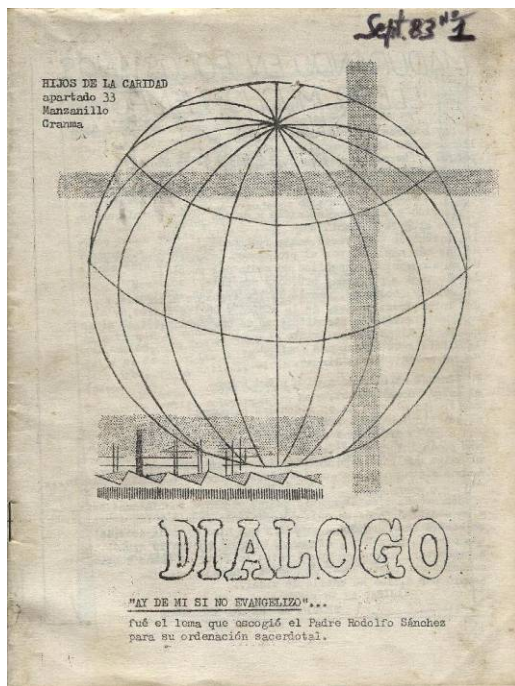 Sept. 83 Nº 1
HIJOS DE LA CARIDAD
apartado 33
Manzanillo
Granma
DIALOGO
"AY DE MI SI NO EVANGELIZO"...
fué el lema que escogió el Padre Rodolfo Sánchez
para su ordenación sacerdotal.